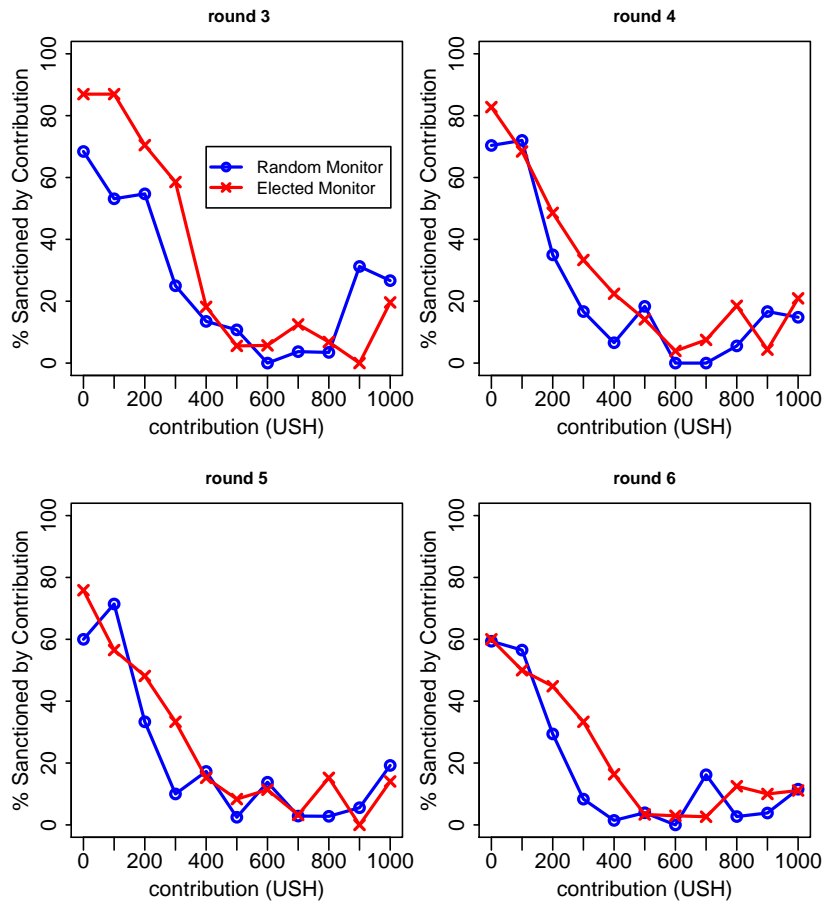 round 3
% Sanctioned by Contribution
100
80
60
40
20
0
Random Monitor
Elected Monitor
0 200 400 600 800 1000
contribution (USH)
round 4
% Sanctioned by Contribution
100
80
60
40
20
0
0 200 400 600 800 1000
contribution (USH)
round 5
% Sanctioned by Contribution
100
80
60
40
20
0
0 200 400 600 800 1000
contribution (USH)
round 6
% Sanctioned by Contribution
100
80
60
40
20
0
0 200 400 600 800 1000
contribution (USH)